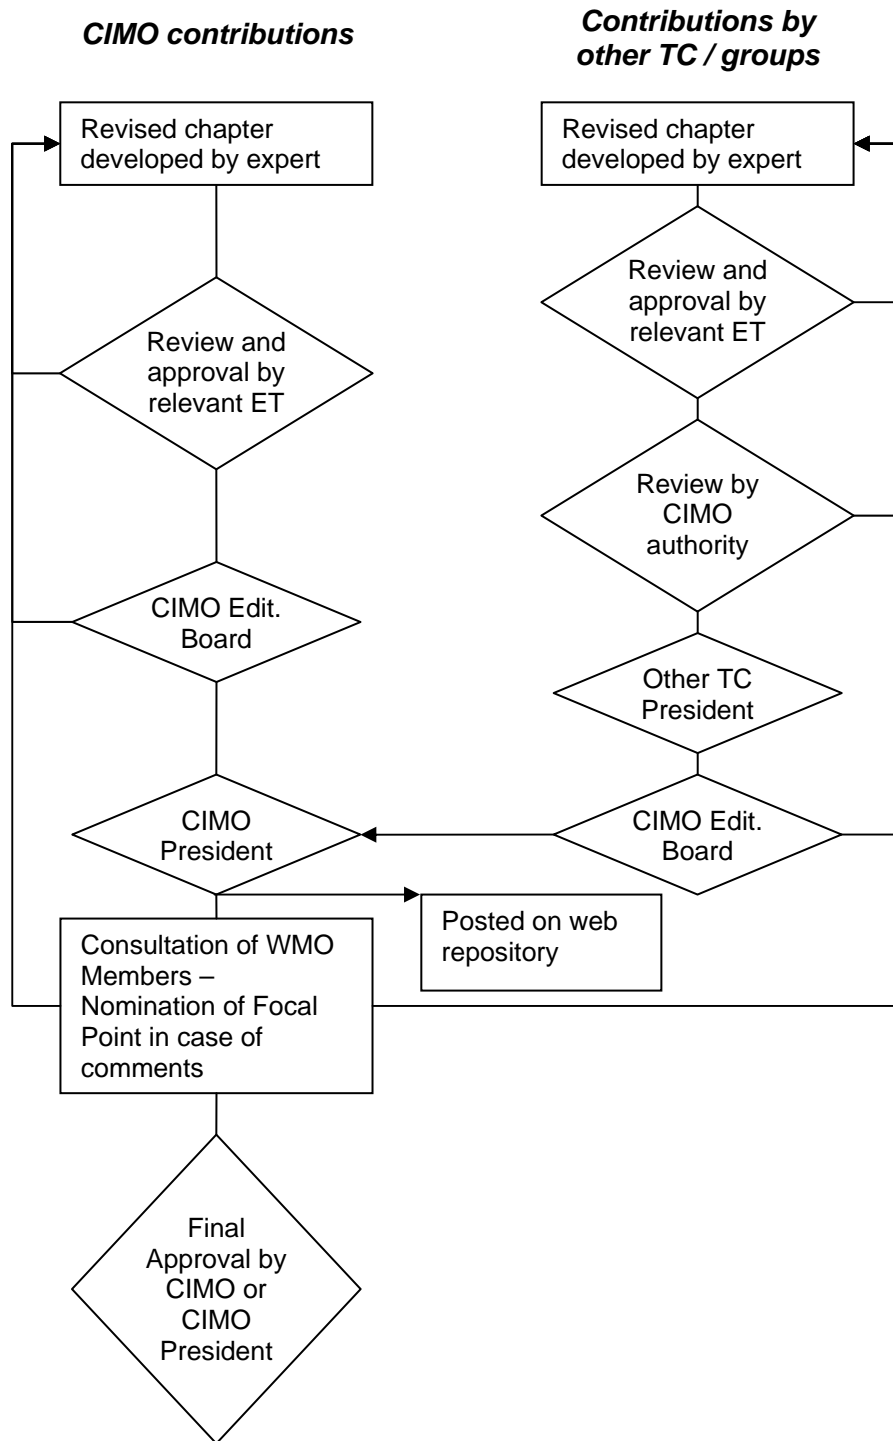 CIMO contributions
Contributions by
other TC / groups
Revised chapter
developed by expert
Revised chapter
developed by expert
Review and
approval by
relevant ET
Review and
approval by
relevant ET
Review by
CIMO
authority
CIMO Edit.
Board
Other TC
President
CIMO
President
CIMO Edit.
Board
Posted on web
repository
Consultation of WMO
Members –
Nomination of Focal
Point in case of
comments
Final
Approval by
CIMO or
CIMO
President